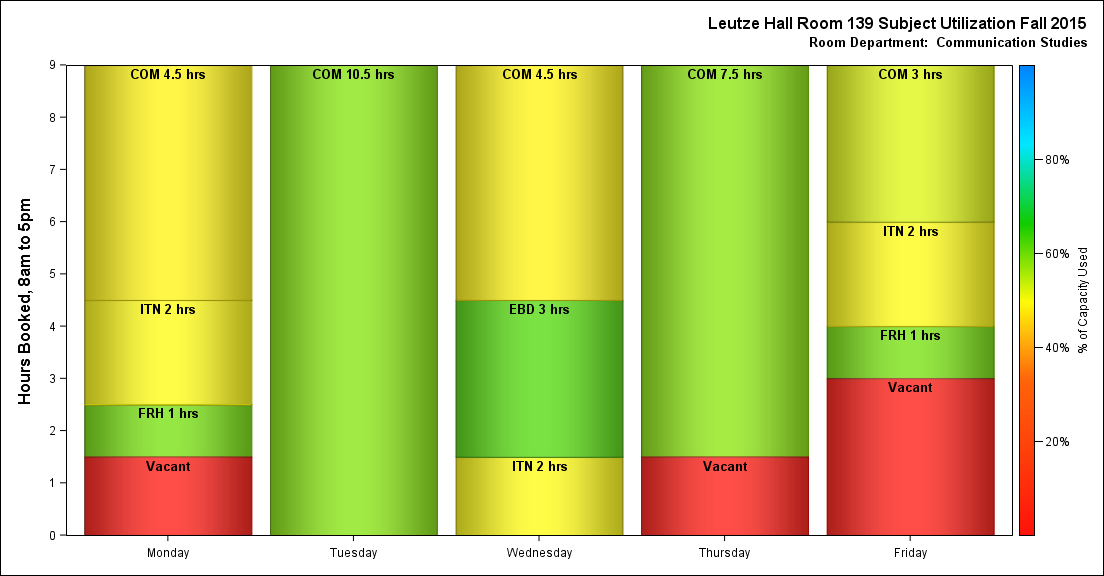 Leutze Hall Room 139 Subject Utilization Fall 2015
Room Department:  Communication Studies
Hours Booked, 8am to 5pm
9
8
7
6
5
4
3
2
1
0
COM 4.5 hrs
ITN 2 hrs
FRH 1 hrs
Vacant
COM 10.5 hrs
COM 4.5 hrs
EBD 3 hrs
ITN 2 hrs
COM 7.5 hrs
Vacant
COM 3 hrs
ITN 2 hrs
FRH 1 hrs
Vacant
Monday
Tuesday
Wednesday
Thursday
Friday
80%
60%
40%
20%
% of Capacity Used